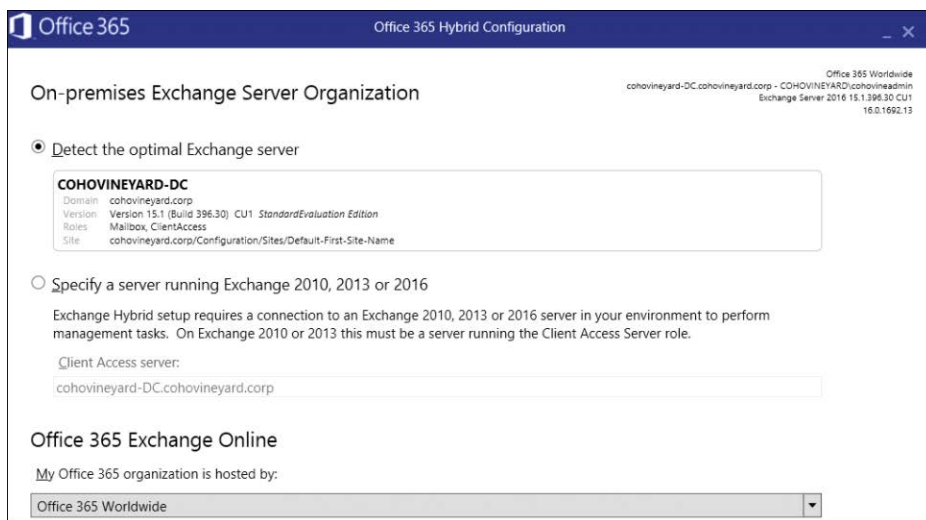 Office 365
Office 365 Hybrid Configuration
Office 365 Worldwide
cohovineyard-DC.cohovineyard.corp - COHOVINEYARD\cohovineadmin
Exchange Server 2016 15.1.396.30 CU1
16.0.1692.13
On-premises Exchange Server Organization
Detect the optimal Exchange server
COHOVINEYARD-DC
Domain cohovineyard.corp
Version Version 15.1 (Build 396.30) CU1 StandardEvaluation Edition
Roles Mailbox, ClientAccess
Site cohovineyard.corp/Configuration/Sites/Default-First-Site-Name
Specify a server running Exchange 2010, 2013 or 2016
Exchange Hybrid setup requires a connection to an Exchange 2010, 2013 or 2016 server in your environment to perform
management tasks. On Exchange 2010 or 2013 this must be a server running the Client Access Server role.
Client Access server:
cohovineyard-DC.cohovineyard.corp
Office 365 Exchange Online
My Office 365 organization is hosted by:
Office 365 Worldwide